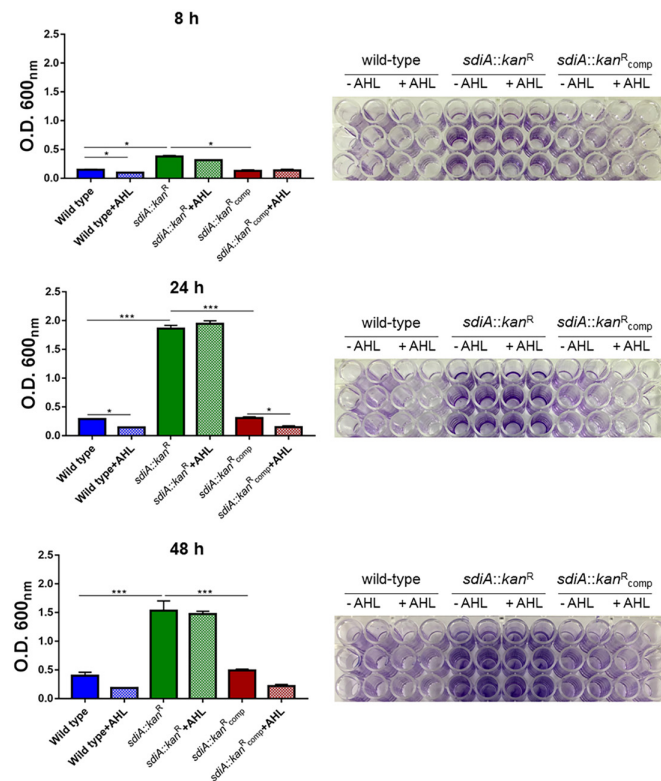 8 h
O.D. 600nm
2.5
2.0
1.5
1.0
0.5
0.0
* * *
Wild type
Wild type+AHL
sdiA::kanR
sdiA::kanR+AHL
sdiA::kanRcomp
sdiA::kanRcomp+AHL
wild-type sdiA::kanR sdiA::kanRcomp
- AHL + AHL - AHL + AHL - AHL + AHL
24 h
O.D. 600nm
2.5
2.0
1.5
1.0
0.5
0.0
*** ***
* *
Wild type
Wild type+AHL
sdiA::kanR
sdiA::kanR+AHL
sdiA::kanRcomp
sdiA::kanRcomp+AHL
wild-type sdiA::kanR sdiA::kanRcomp
- AHL + AHL - AHL + AHL - AHL + AHL
48 h
O.D. 600nm
2.5
2.0
1.5
1.0
0.5
0.0
*** ***
Wild type
Wild type+AHL
sdiA::kanR
sdiA::kanR+AHL
sdiA::kanRcomp
sdiA::kanRcomp+AHL
wild-type sdiA::kanR sdiA::kanRcomp
- AHL + AHL - AHL + AHL - AHL + AHL